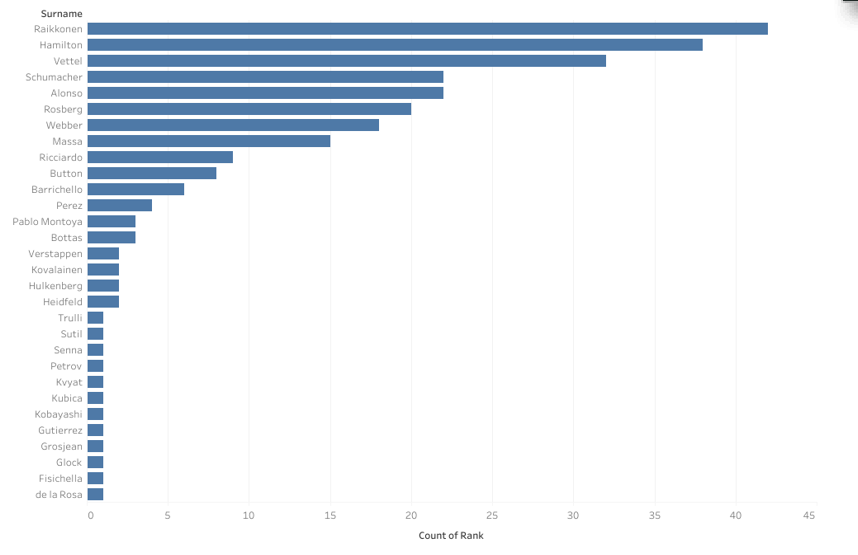 Surname
Raikkonen
Hamilton
Vettel
Schumacher
Alonso
Rosberg
Webber
Massa
Ricciardo
Button
Barrichello
Perez
Pablo Montoya
Bottas
Verstappen
Kovalainen
Hulkenberg
Heidfeld
Trulli
Sutil
Senna
Petrov
Kvyat
Kubica
Kobayashi
Gutierrez
Grosjean
Glock
Fisichella
de la Rosa
0 5 10 15 20 25 30 35 40 45
Count of Rank